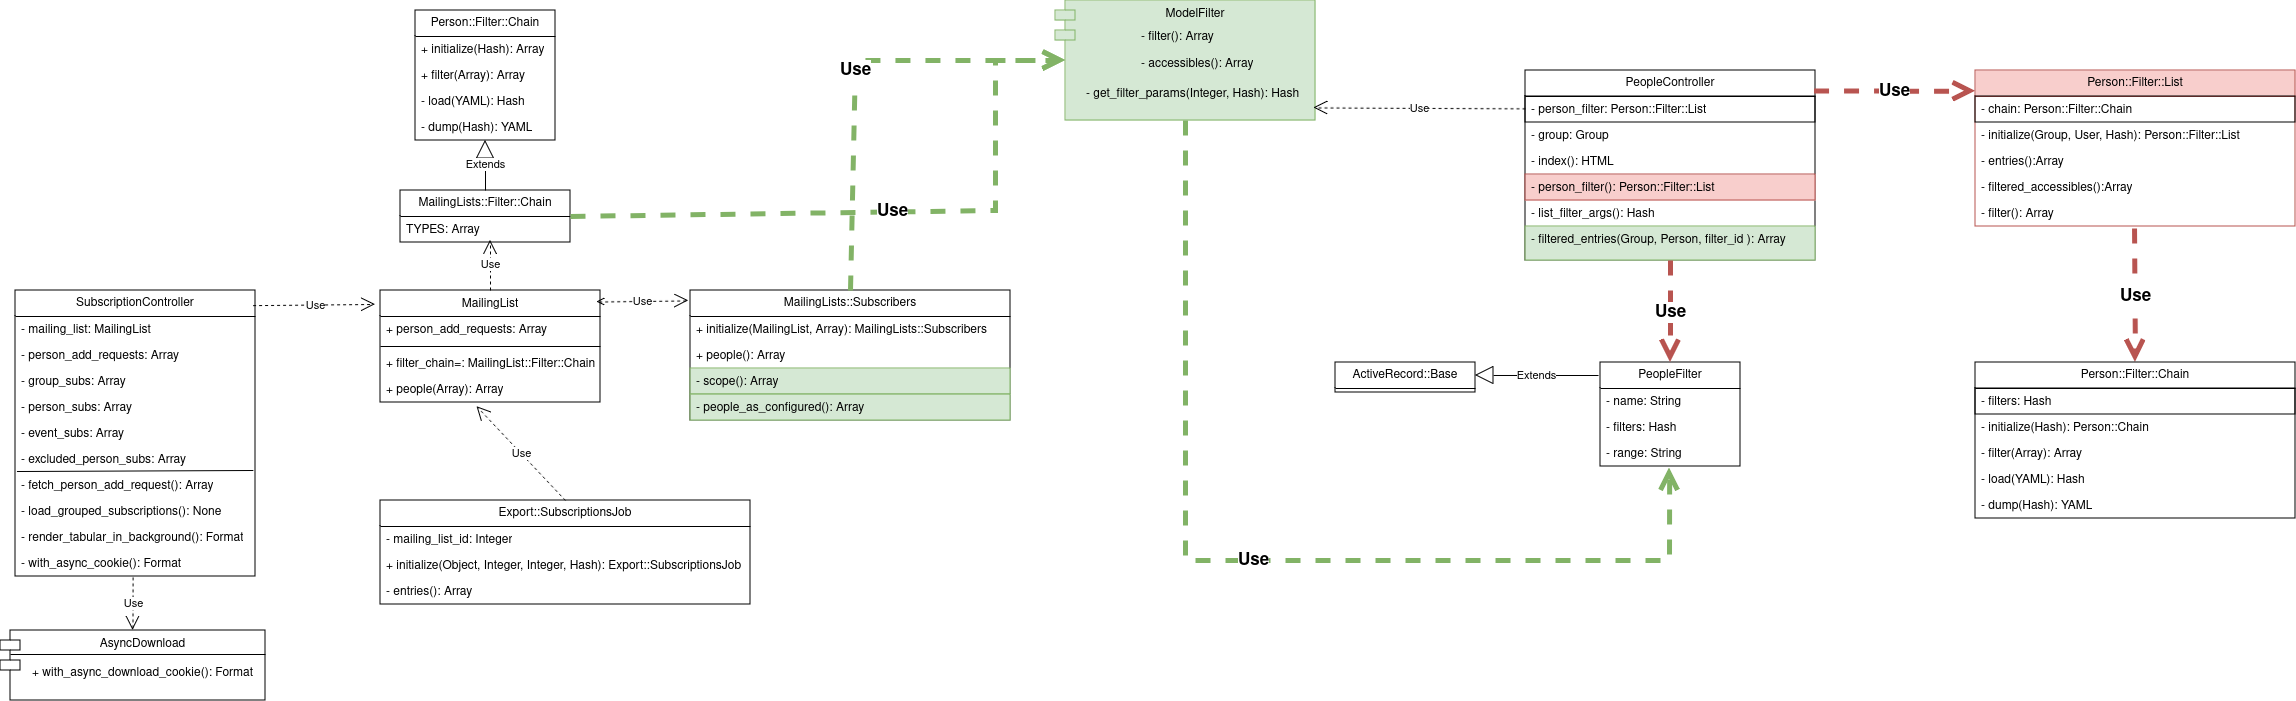 Person::Filter::Chain
+ initialize(Hash): Array
+ filter(Array): Array
- load(YAML): Hash
- dump(Hash): YAML
Extends
MailingLists::Filter::Chain
TYPES: Array
Use
SubscriptionController
- mailing_list: MailingList
- person_add_requests: Array
- group_subs: Array
- person_subs: Array
- event_subs: Array
- excluded_person_subs: Array
- fetch_person_add_request(): Array
- load_grouped_subscriptions(): None
- render_tabular_in_background(): Format
- with_async_cookie(): Format
Use
AsyncDownload
+ with_async_download_cookie(): Format
Use
MailingList
+ person_add_requests: Array
+ filter_chain=: MailingList::Filter::Chain
+ people(Array): Array
Use
Export::SubscriptionsJob
- mailing_list_id: Integer
+ initialize(Object, Integer, Integer, Hash): Export::SubscriptionsJob
- entries(): Array
Use
MailingLists::Subscribers
+ initialize(MailingList, Array): MailingLists::Subscribers
+ people(): Array
- scope(): Array
- people_as_configured(): Array
Use
Use
ModelFilter
- filter(): Array
- accessibles(): Array
- get_filter_params(Integer, Hash): Hash
Use
Use
PeopleController
- person_filter: Person::Filter::List
- group: Group
- index(): HTML
- person_filter(): Person::Filter::List
- list_filter_args(): Hash
- filtered_entries(Group, Person, filter_id ): Array
Use
ActiveRecord::Base
Extends
PeopleFilter
- name: String
- filters: Hash
- range: String
Use
Person::Filter::List
- chain: Person::Filter::Chain
- initialize(Group, User, Hash): Person::Filter::List
- entries():Array
- filtered_accessibles():Array
- filter(): Array
Use
Person::Filter::Chain
- filters: Hash
- initialize(Hash): Person::Chain
- filter(Array): Array
- load(YAML): Hash
- dump(Hash): YAML